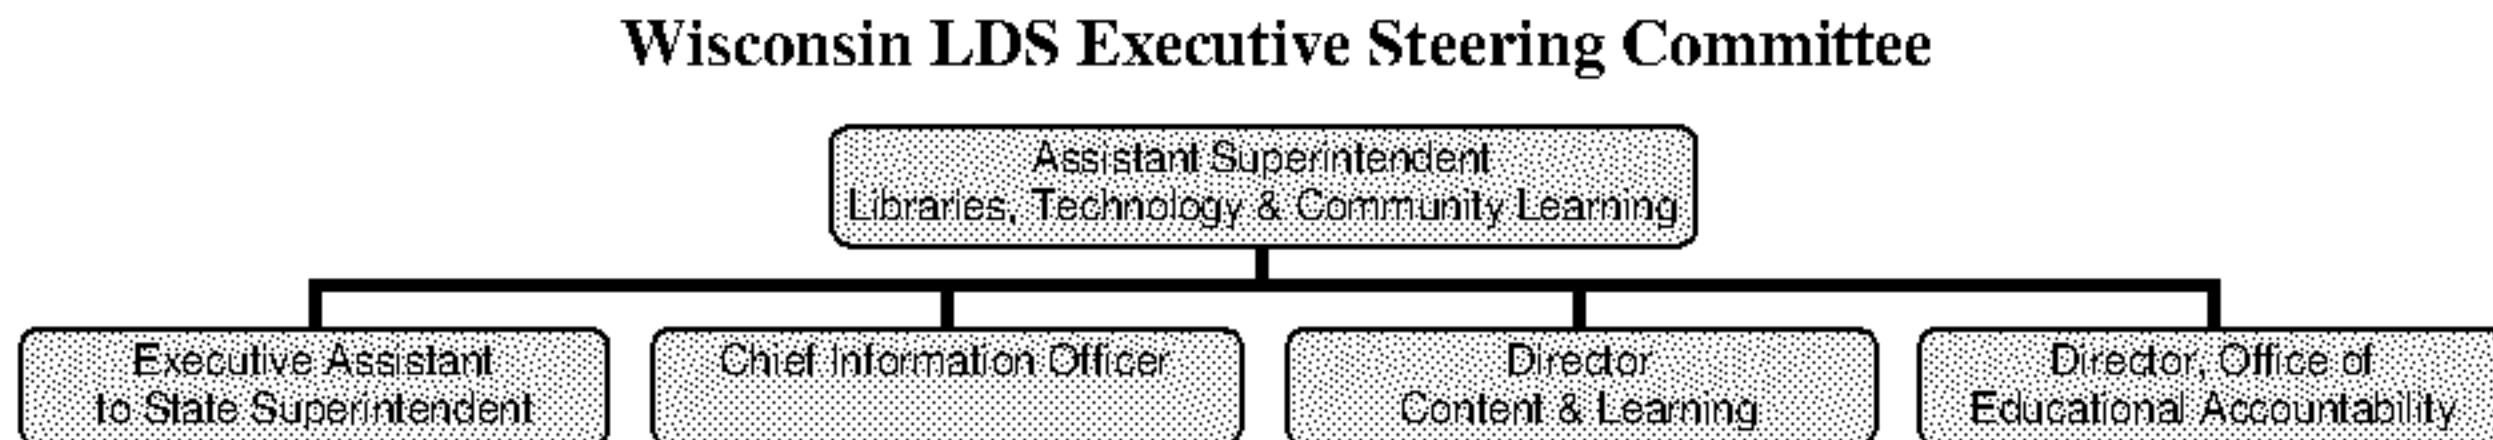 Wisconsin LDS Executive Steering Committee
Assistant Superintendent
Libraries, Technology & Community Learning
Executive Assistant
to State Superintendent
Chief Information Officer
Director
Content & Learning
Director, Office of
Educational Accountability